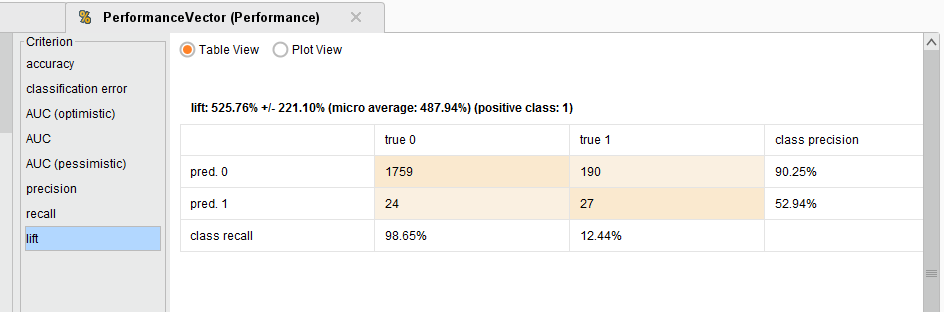 PerformanceVector (Performance)
Criterion
accuracy
classification error
AUC (optimistic)
AUC
AUC (pessimistic)
precision
recall
lift
Table View Plot View
lift: 525.76% +/- 221.10% (micro average: 487.94%) (positive class: 1)
true 0 true 1 class precision
pred. 0 1759 190 90.25%
pred. 1 24 27 52.94%
class recall 98.65% 12.44%